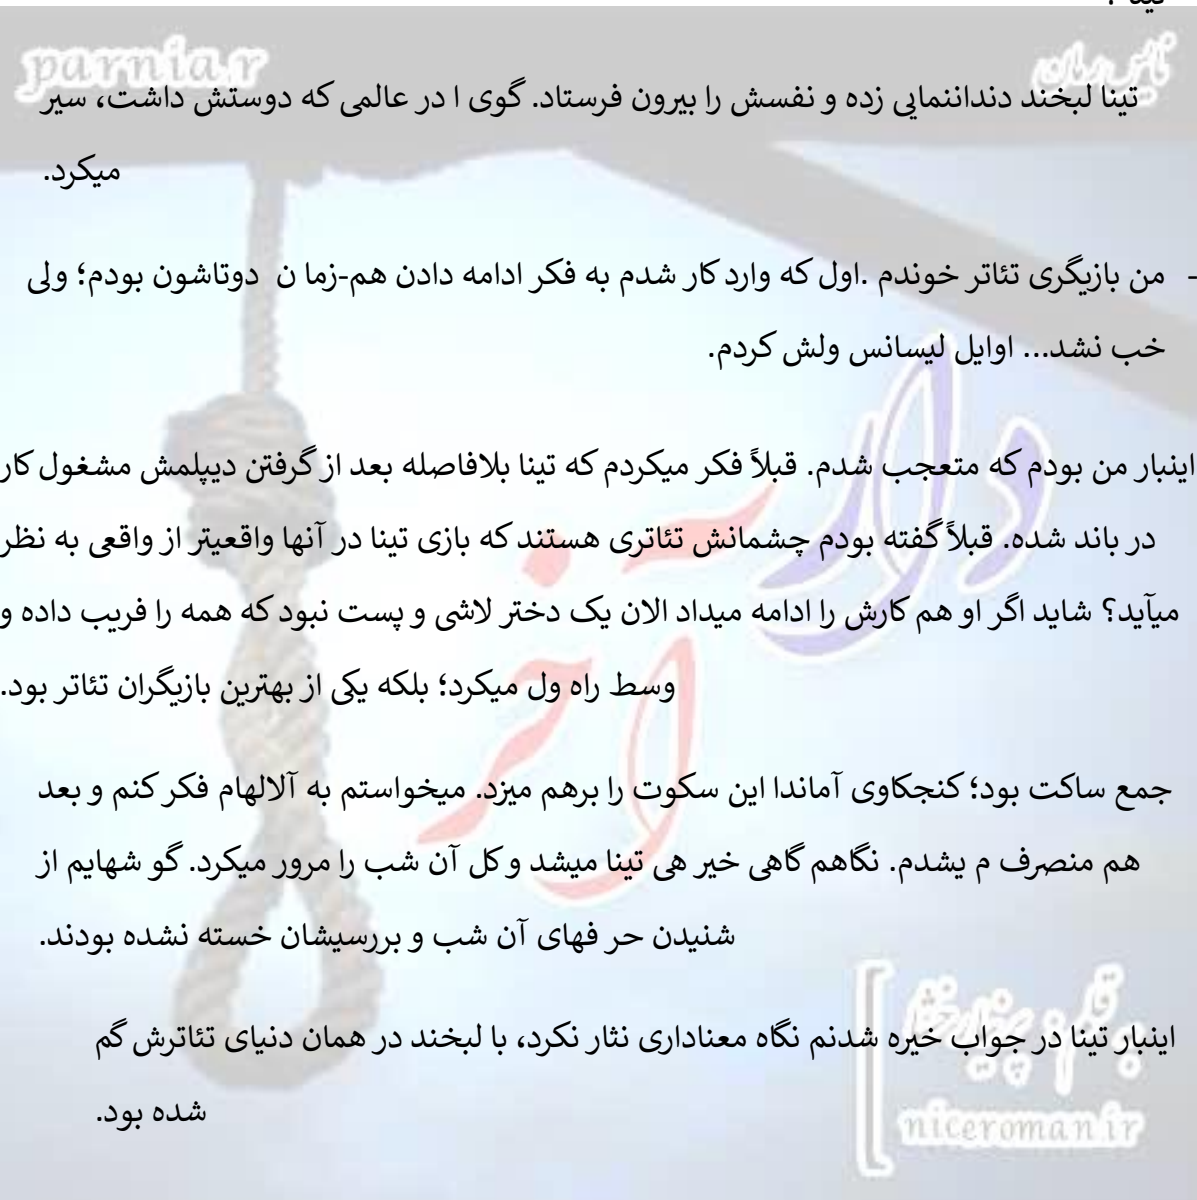 parnia.r
تینا لبخند دنداننمایی زده و نفسش را بیرون فرستاد. گوی ا در عالمی که دوستش داشت، سیر
میکرد.
- من بازیگری تئاتر خوندم .اول که وارد کار شدم به فکر ادامه دادن هم-زما ن دوتاشون بودم؛ ولی
خب نشد... اوایل لیسانس ولش کردم.
اینبار من بودم که متعجب شدم. قبلاً فکر میکردم که تینا بلافاصله بعد از گرفتن دیپلمش مشغول کار
در باند شده. قبلاً گفته بودم چشمانش تئاتری هستند که بازی تینا در آنها واقعیتر از واقعی به نظر
میآید؟ شاید اگر او هم کارش را ادامه میداد الان یک دختر لاشی و پست نبود که همه را فریب داده و
وسط راه ول میکرد؛ بلکه یکی از بهترین بازیگران تئاتر بود.
جمع ساکت بود؛ کنجکاوی آماندا این سکوت را برهم میزد. میخواستم به آلالهام فکر کنم و بعد
هم منصرف م یشدم. نگاهم گاهی خیر هی تینا میشد و کل آن شب را مرور میکرد. گو شهایم از
شنیدن حر فهای آن شب و بررسیشان خسته نشده بودند.
اینبار تینا در جواب خیره شدنم نگاه معناداری نثار نکرد، با لبخند در همان دنیای تئاترش گم
شده بود.
دار آخر
niceroman.ir